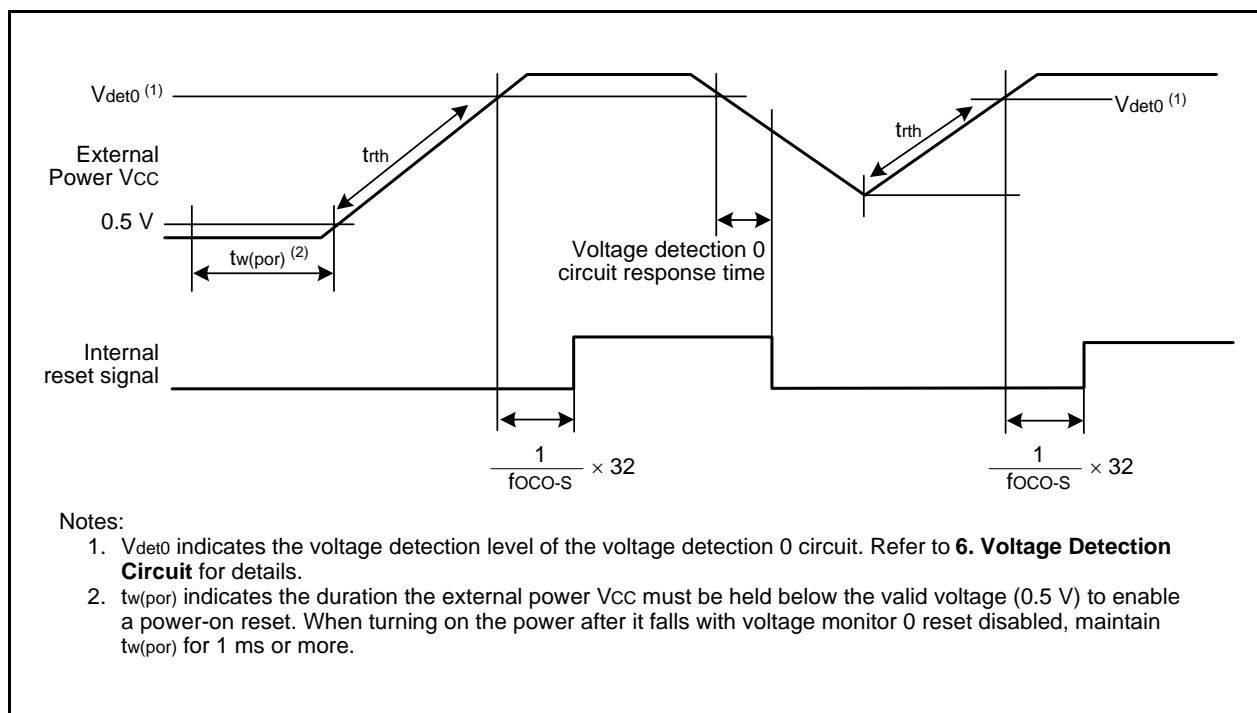 Vdet0 (1)
Vdet0 (1)
trth
trth
External
Power VCC
0.5 V
tw(por) (2)
Voltage detection 0
circuit response time
Internal
reset signal
1
fOCO-S
× 32
1
fOCO-S
× 32
Notes:
1. Vdet0 indicates the voltage detection level of the voltage detection 0 circuit. Refer to 6. Voltage Detection
Circuit for details.
2. tw(por) indicates the duration the external power VCC must be held below the valid voltage (0.5 V) to enable
a power-on reset. When turning on the power after it falls with voltage monitor 0 reset disabled, maintain
tw(por) for 1 ms or more.